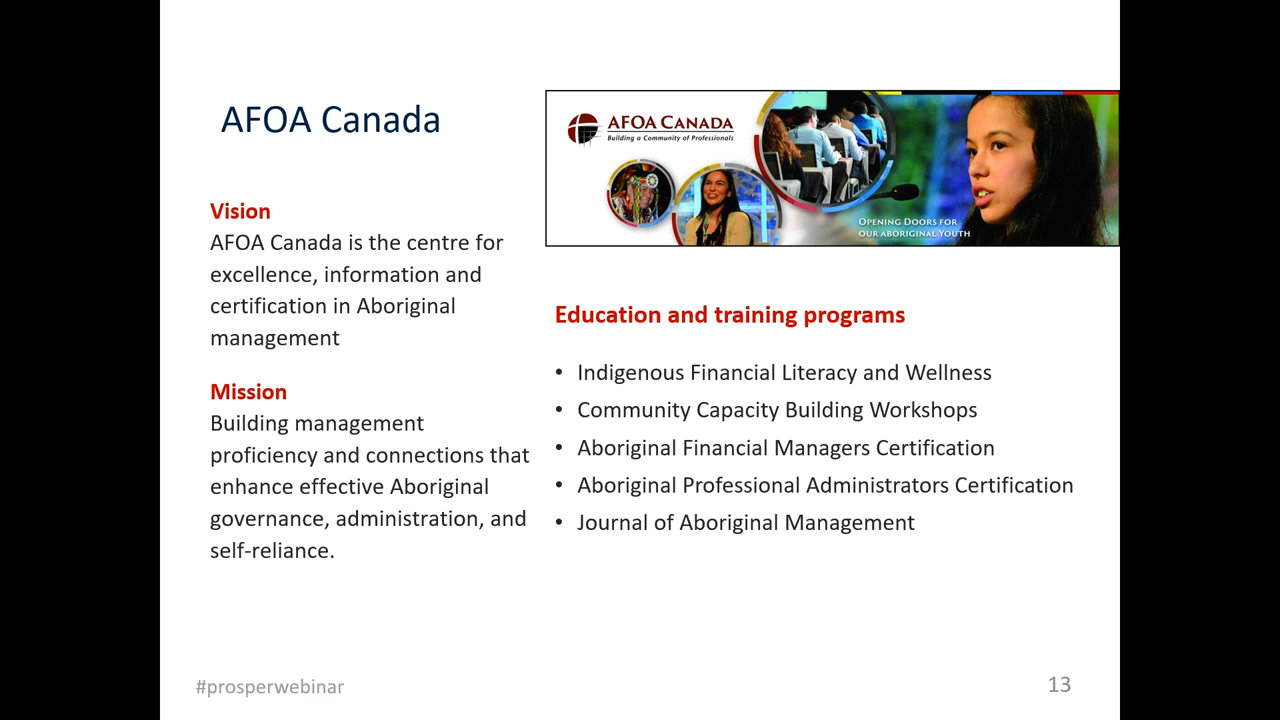 AFOA Canada
AFOA CANADA
Building a Community of Professionals
OPENING DOORS FOR
OUR ABORIGINAL YOUTH
Vision
AFOA Canada is the centre for
excellence, information and
certification in Aboriginal
management
Mission
Building management
proficiency and connections that
enhance effective Aboriginal
governance, administration, and
self-reliance.
Education and training programs
• Indigenous Financial Literacy and Wellness
• Community Capacity Building Workshops
• Aboriginal Financial Managers Certification
• Aboriginal Professional Administrators Certification
• Journal of Aboriginal Management
#prosperwebinar
13